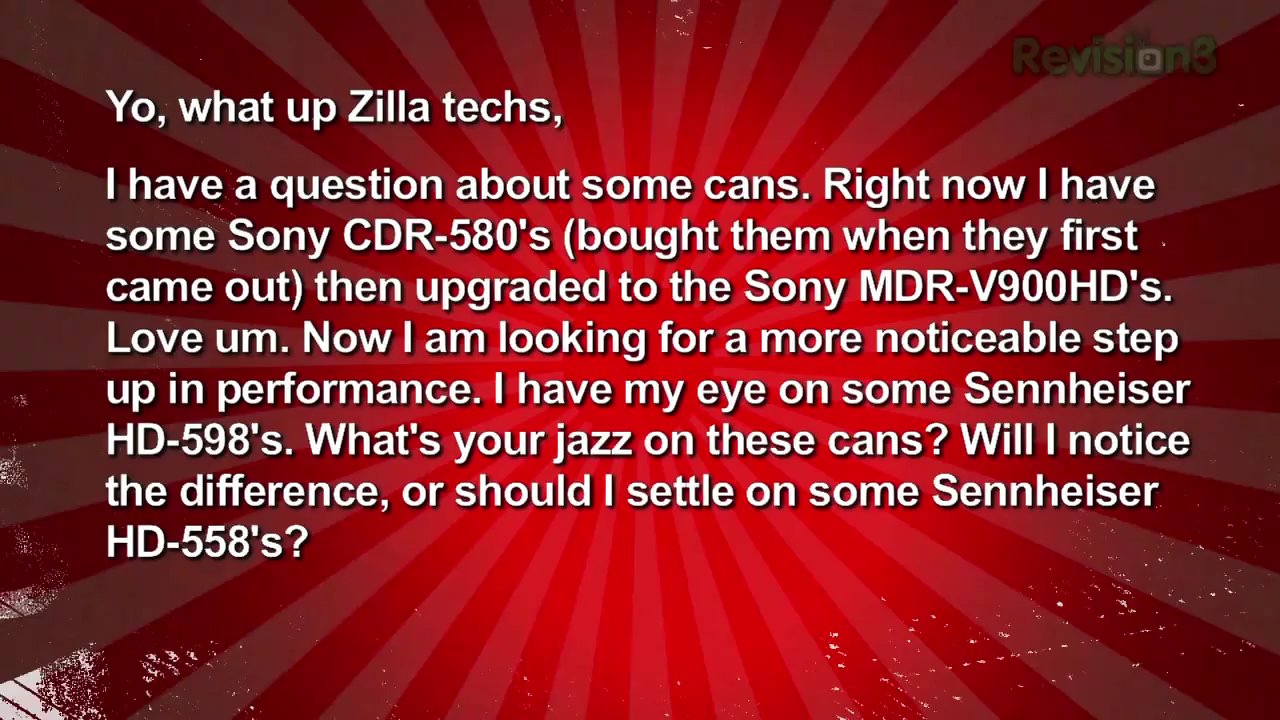 Revision3
Yo, what up Zilla techs,
I have a question about some cans. Right now I have
some Sony CDR-580's (bought them when they first
came out) then upgraded to the Sony MDR-V900HD's.
Love um. Now I am looking for a more noticeable step
up in performance. I have my eye on some Sennheiser
HD-598's. What's your jazz on these cans? Will I notice
the difference, or should I settle on some Sennheiser
HD-558's?